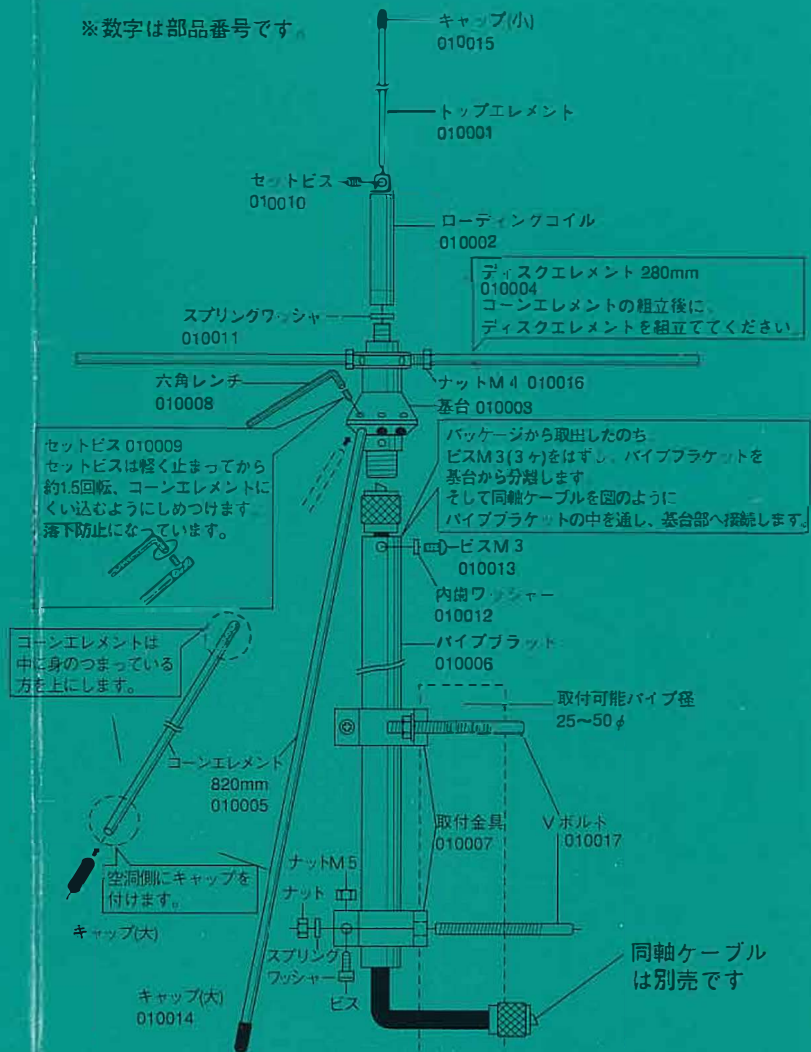 ※数字は部品番号です。
キャップ(小)
010015
トップエレメント
010001
セットビス
010010
ローディングコイル
010002
ディスクエレメント 280mm
010004
コーンエレメントの組立後に、
ディスクエレメントを組立ててください。
スプリングワッシャー
010011
六角レンチ
010008
ナットM4 010016
基台 010003
セットビス 010009
セットビスは軽く止まってから
約1.5回転、コーンエレメントに
くい込むようにしめつけます。
落下防止になっています。
パッケージから取出したのち
ビスM3(3ヶ)をはずし、パイプブラケットを
基台から分離します。
そして同軸ケーブルを図のように
パイプブラケットの中を通し、基台部へ接続します。
ビスM3
010013
内歯ワッシャー
010012
パイプブラット
010006
コーンエレメントは
中に身のつまっている
方を上にします。
取付可能パイプ径
25〜50φ
コーンエレメント
820mm
010005
取付金具
010007
Vボルト
010017
空洞側にキャップを
付けます。
キャップ(大)
ナットM5
ナット
スプリング
ワッシャー
ビス
キャップ(大)
010014
同軸ケーブル
は別売です